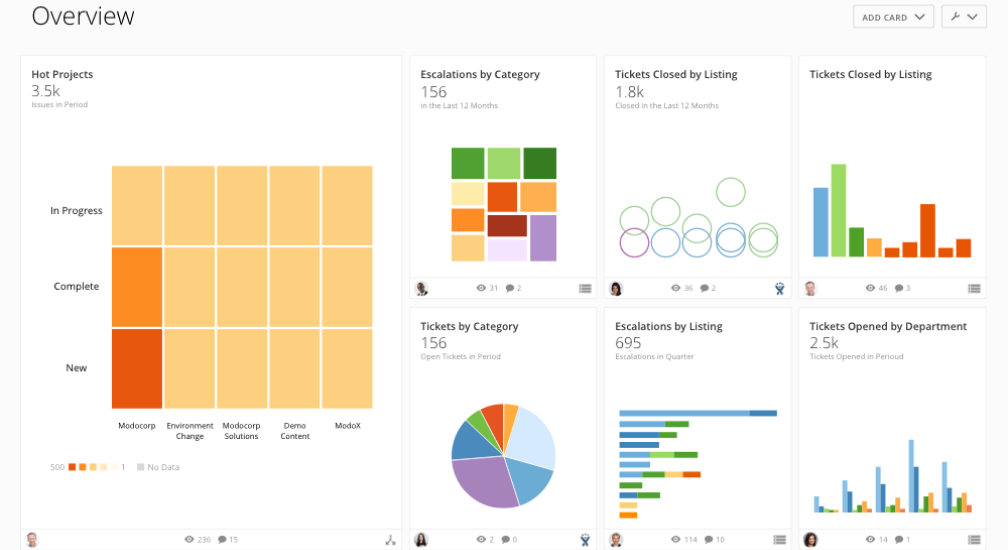 Overview
ADD CARD
Hot Projects
3.5k
Issues in Period
In Progress
Complete
New
Modocorp
Environment
Change
Modocorp
Solutions
Demo
Content
ModoX
500
1
No Data
236
15
Escalations by Category
156
in the Last 12 Months
31
2
Tickets Closed by Listing
1.8k
Closed in the Last 12 Months
36
2
Tickets Closed by Listing
46
3
Tickets by Category
156
Open Tickets in Period
2
0
Escalations by Listing
695
Escalations in Quarter
114
10
Tickets Opened by Department
2.5k
Tickets Opened in Perioud
14
1